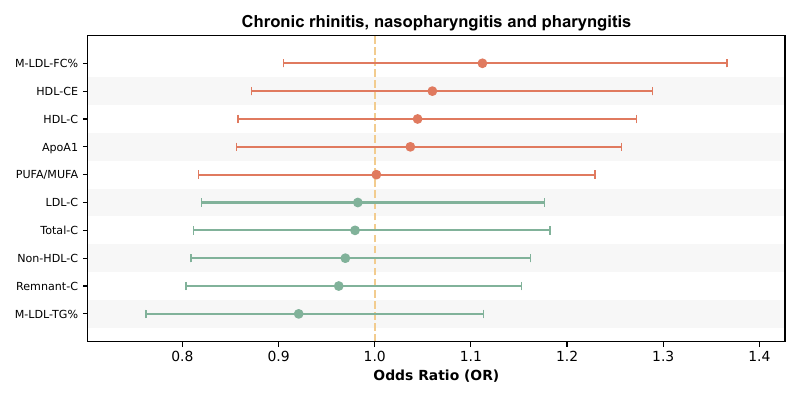 Chronic rhinitis, nasopharyngitis and pharyngitis
M-LDL-FC%
HDL-CE
HDL-C
ApoA1
PUFA/MUFA
LDL-C
Total-C
Non-HDL-C
Remnant-C
M-LDL-TG%
0.8 0.9 1.0 1.1 1.2 1.3 1.4
Odds Ratio (OR)